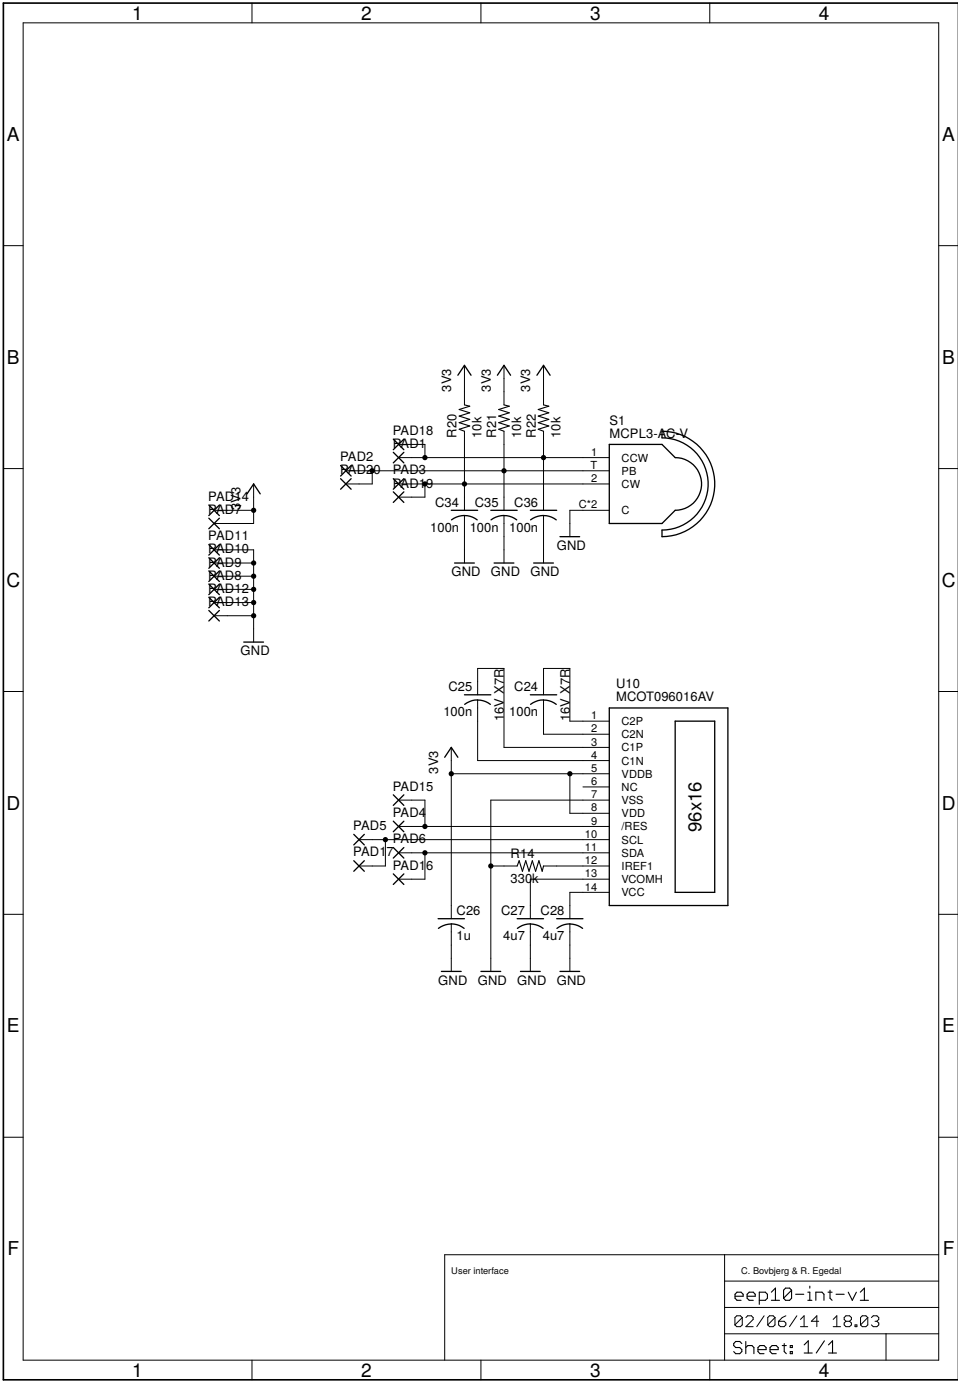 1 2 3 4
A A
B B
3V3 3V3 3V3
R20 10k R21 10k R22 10k
S1
MCPL3-AC-V
PAD18
PAD1
1 CCW
PAD2
T PB
PAD20 PAD3
2 CW
PAD19
PAD14 3V3
PAD7
C34 C35 C36
C*2 C
100n 100n 100n
PAD11
GND
PAD10
PAD9
GND GND GND
PAD8
C C
PAD12
PAD13
GND
U10
MCOT096016AV
C25 16V X7R C24 16V X7R
100n 100n
1 C2P
2 C2N
3 C1P
4 C1N
3V3
5 VDDB
6 NC
PAD15
7 VSS
D D
PAD4
8 VDD
96x16
PAD5
9 /RES
PAD6
10 SCL
PAD17
11 SDA
R14
PAD16
12 IREF1
330k
13 VCOMH
14 VCC
C26 C27 C28
1u 4u7 4u7
GND GND GND GND
E E
F F
User interface
C. Bovbjerg & R. Egedal
eep10-int-v1
02/06/14 18.03
Sheet: 1/1
1 2 3 4